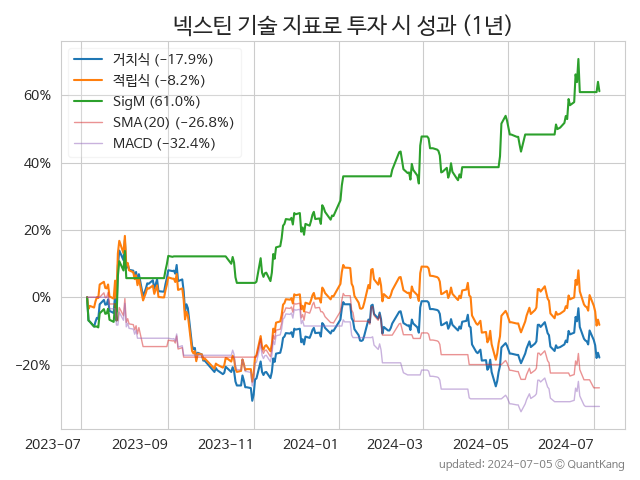 넥스틴 기술 지표로 투자 시 성과 (1년)
거치식 (−17.9%)
적립식 (−8.2%)
SigM (61.0%)
SMA(20) (−26.8%)
MACD (−32.4%)
60%
40%
20%
0%
−20%
2023-07 2023-09 2023-11 2024-01 2024-03 2024-05 2024-07
updated: 2024-07-05 © QuantKang